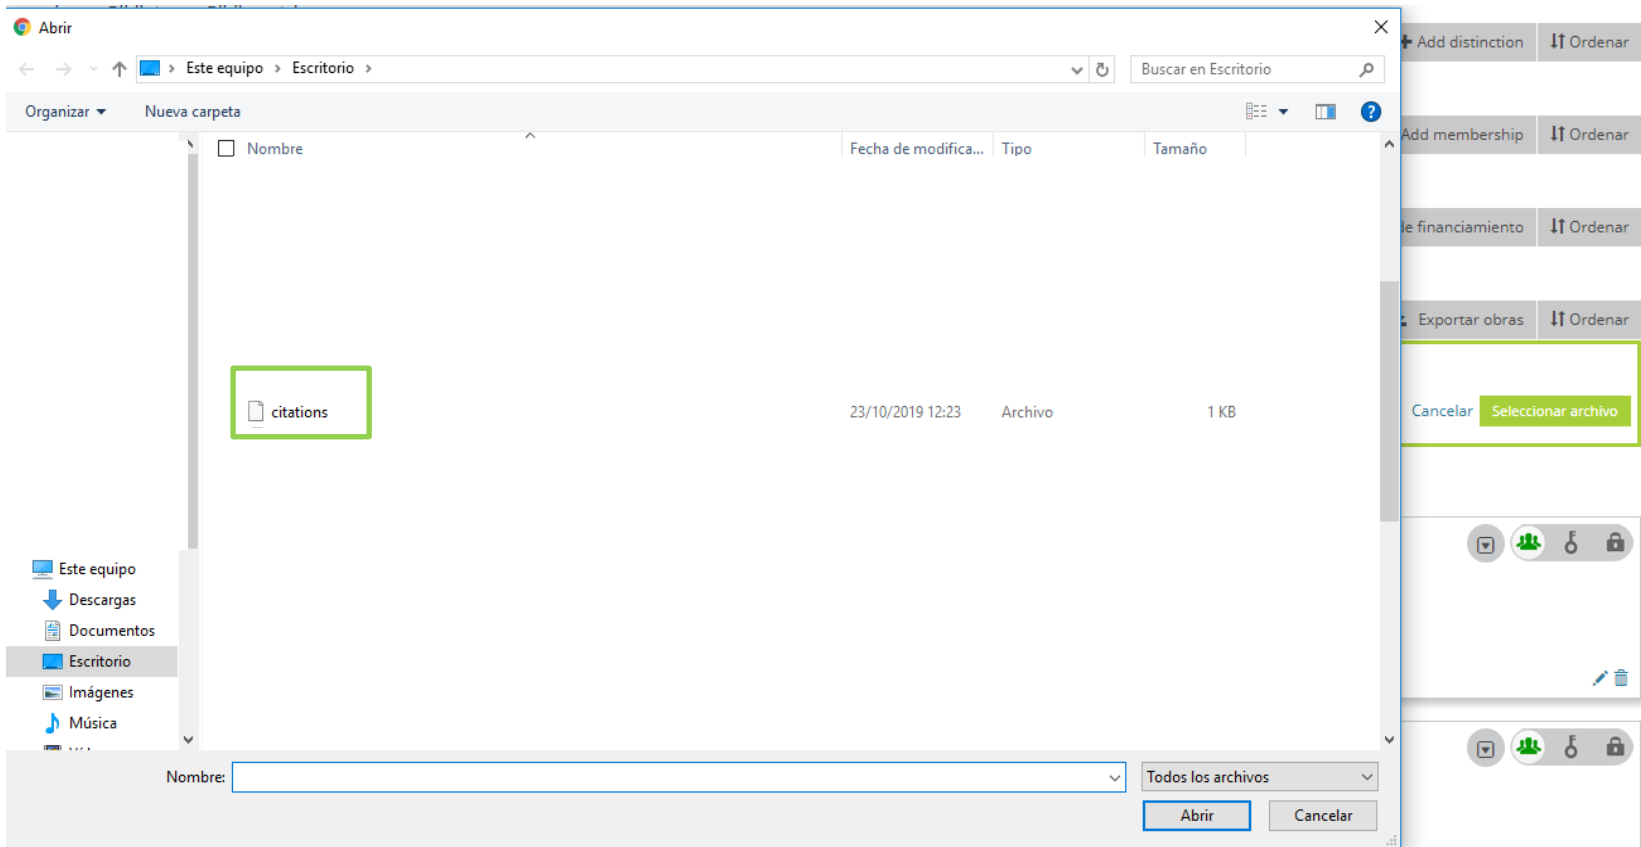 Abrir
Este equipo > Escritorio >
Buscar en Escritorio
Organizar
Nueva carpeta
Nombre
Fecha de modifica...
Tipo
Tamaño
citations
23/10/2019 12:23
Archivo
1 KB
Este equipo
Descargas
Documentos
Escritorio
Imágenes
Música
Nombre:
Todos los archivos
Abrir
Cancelar
Add distinction
Ordenar
Add membership
Ordenar
de financiamiento
Ordenar
Exportar obras
Ordenar
Cancelar
Seleccionar archivo